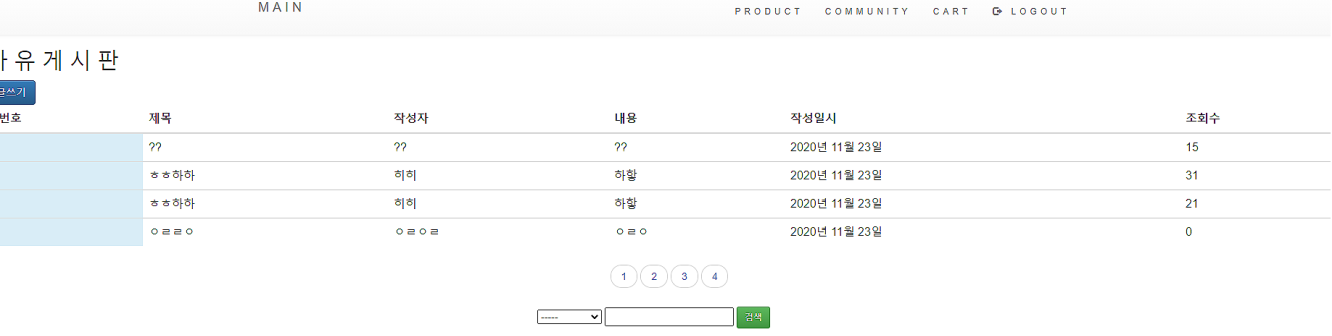 MAIN
PRODUCT COMMUNITY CART LOGOUT
유게시판
글쓰기
번호 제목 작성자 내용 작성일시 조회수
?? ?? ?? 2020년 11월 23일 15
ㅎㅎ하하 히히 하핳 2020년 11월 23일 31
ㅎㅎ하하 히히 하핳 2020년 11월 23일 21
ㅇㄹㄹㅇ ㅇㄹㅇㄹ ㅇㄹㅇ 2020년 11월 23일 0
1 2 3 4
----- 검색